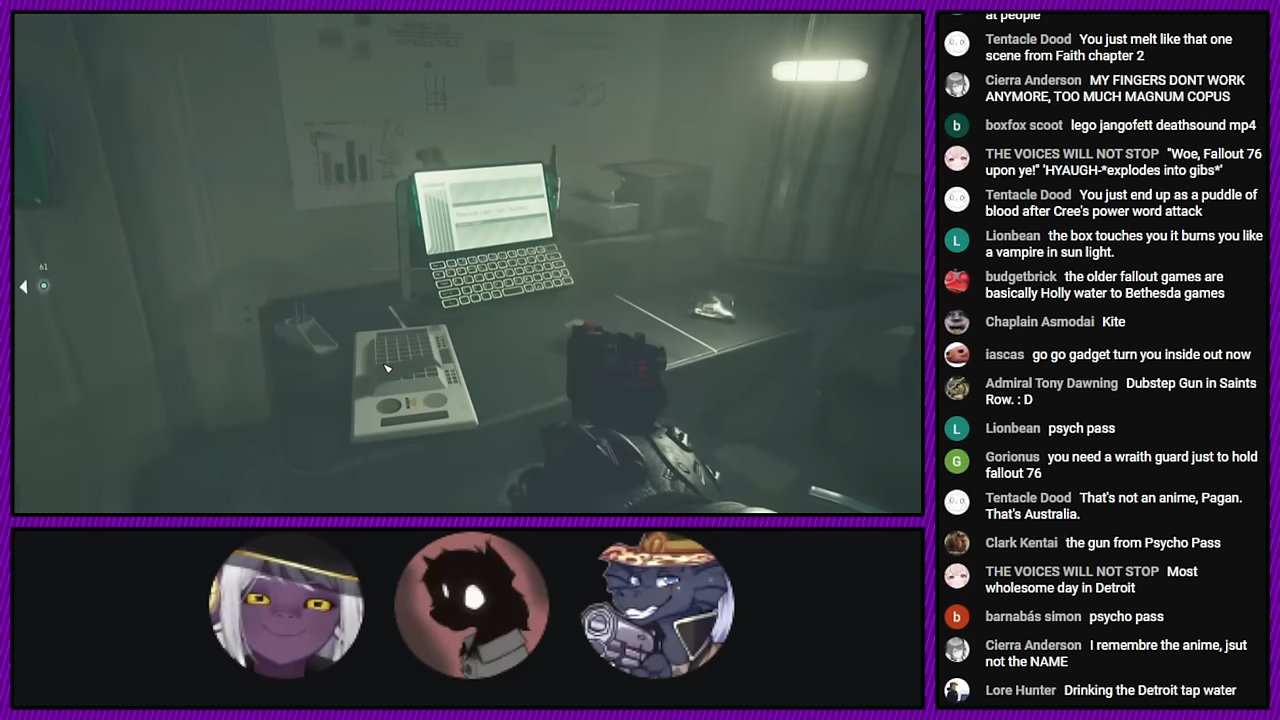 61
at people
Tentacle Dood You just melt like that one
scene from Faith chapter 2
Cierra Anderson MY FINGERS DONT WORK
ANYMORE, TOO MUCH MAGNUM COPUS
b boxfox scoot lego jangofett deathsound mp4
THE VOICES WILL NOT STOP "Woe, Fallout 76
upon ye!" 'HYAUGH-*explodes into gibs*'
Tentacle Dood You just end up as a puddle of
blood after Cree's power word attack
L Lionbean the box touches you it burns you like
a vampire in sun light.
budgetbrick the older fallout games are
basically Holly water to Bethesda games
Chaplain Asmodai Kite
iascas go go gadget turn you inside out now
Admiral Tony Dawning Dubstep Gun in Saints
Row. : D
L Lionbean psych pass
G Gorionus you need a wraith guard just to hold
fallout 76
Tentacle Dood That's not an anime, Pagan.
That's Australia.
Clark Kentai the gun from Psycho Pass
THE VOICES WILL NOT STOP Most
wholesome day in Detroit
b barnabás simon psycho pass
Cierra Anderson I remembre the anime, jsut
not the NAME
Lore Hunter Drinking the Detroit tap water